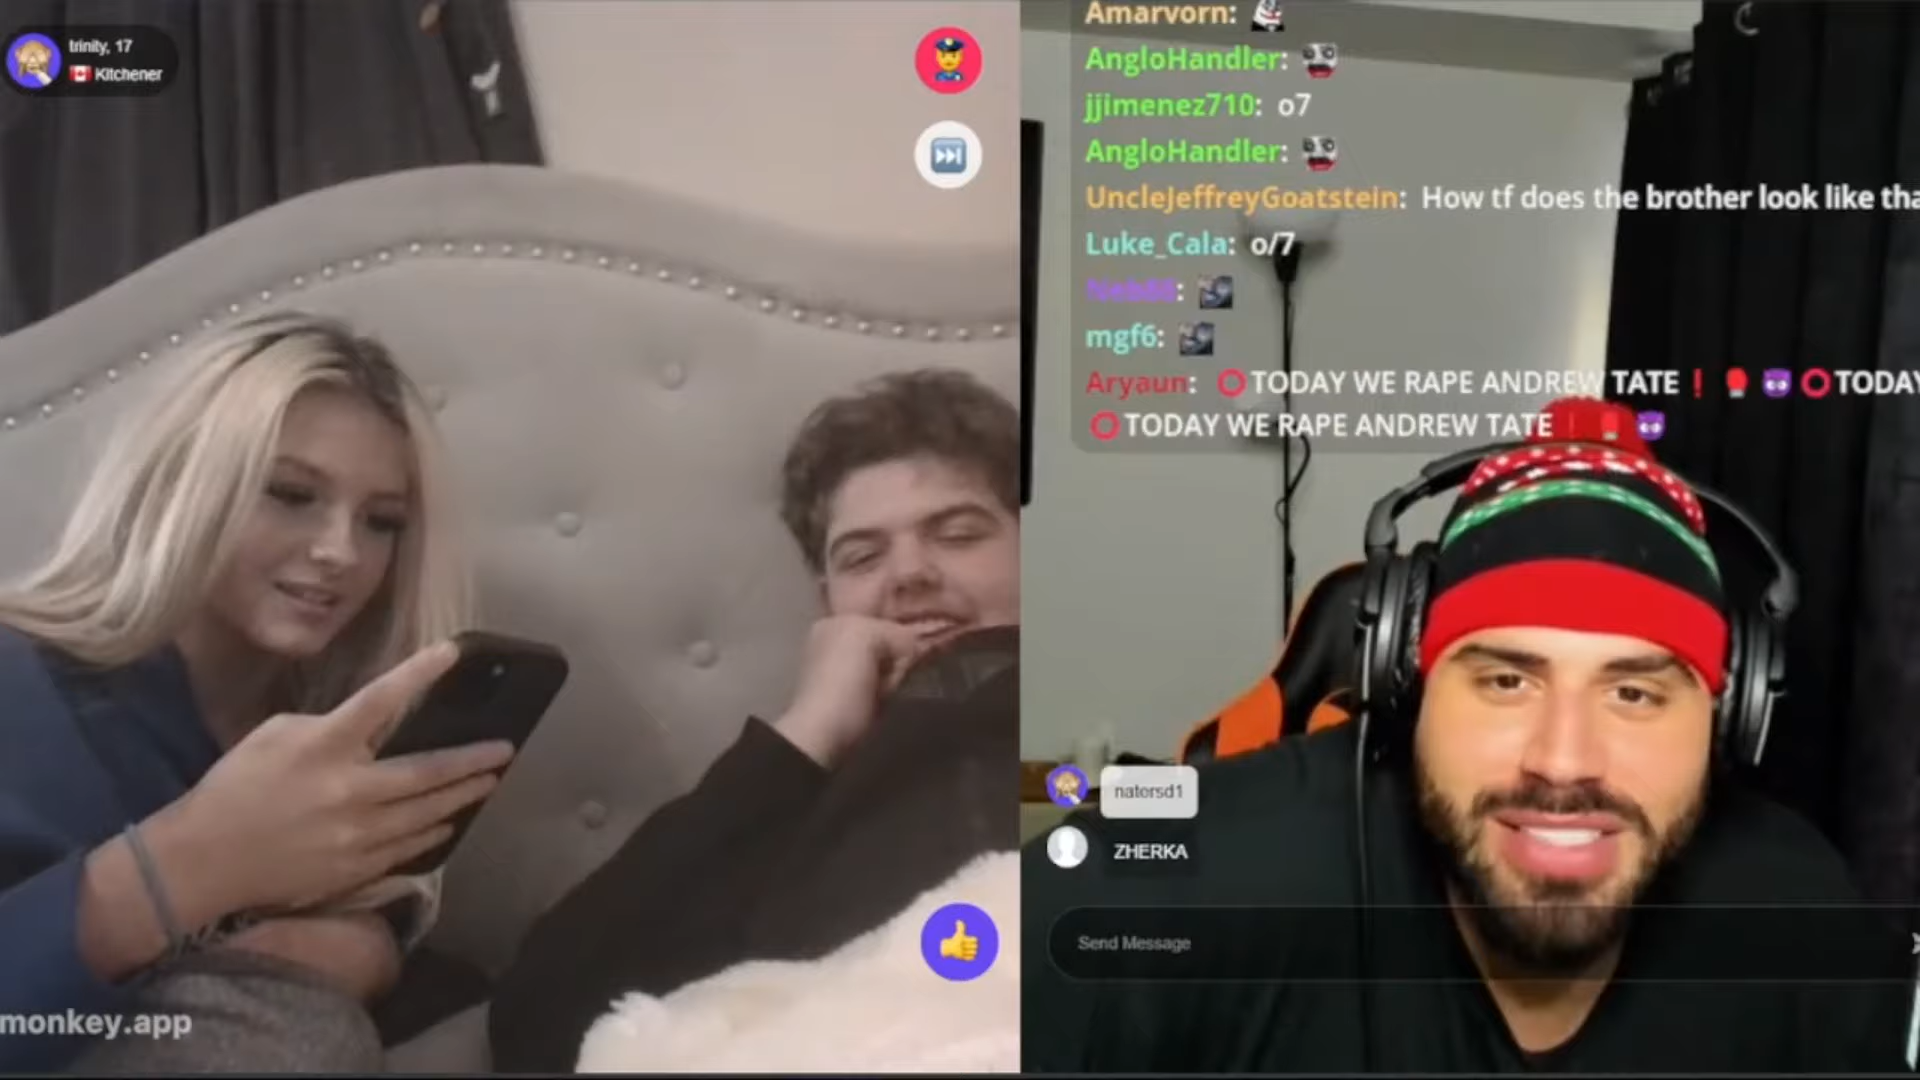 trinity, 17
Kitchener
Amarvorn:
AngloHandler:
jjimenez710: o7
AngloHandler:
UncleJeffreyGoatstein: How tf does the brother look like tha
Luke_Cala: o/7
mgf6:
Aryaun: ⭕TODAY WE RAPE ANDREW TATE❗🥊😈⭕TODAY
⭕TODAY WE RAPE ANDREW TATE❗🥊😈
natersd1
ZHERKA
Send Message
monkey.app